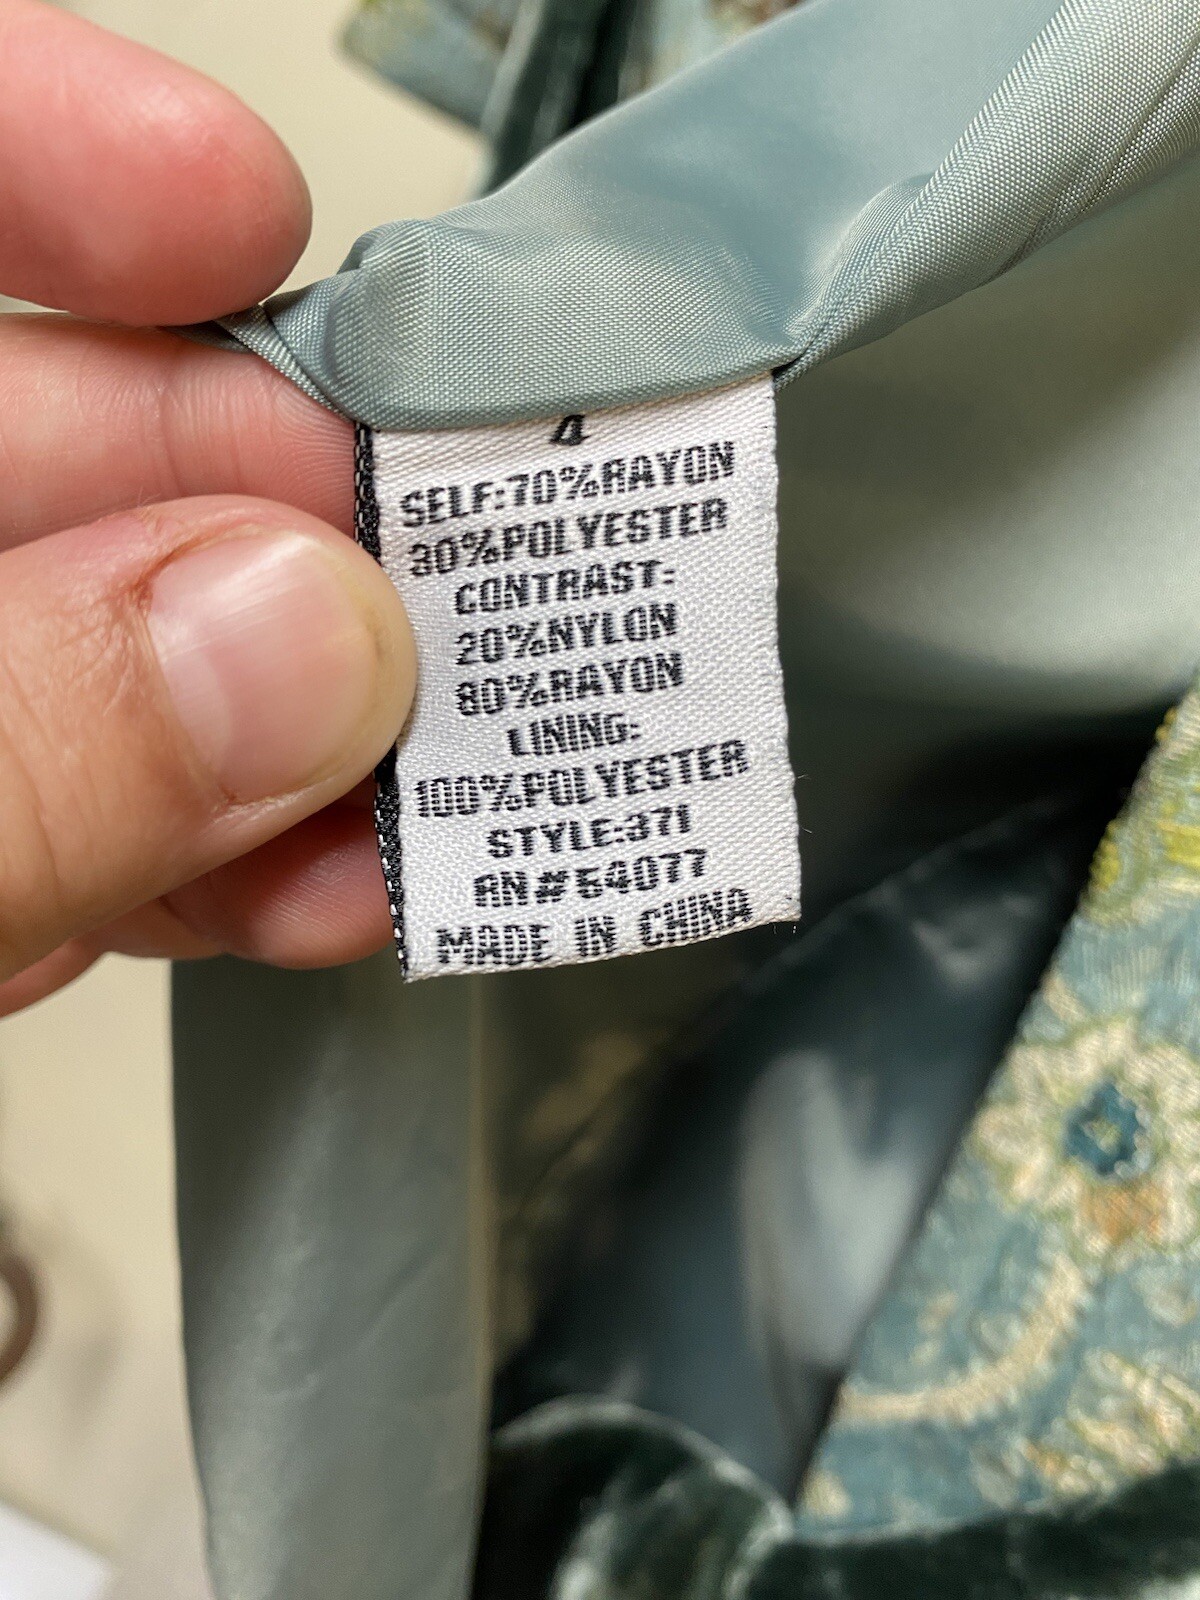 4
SELF:70%RAYON
30%POLYESTER
CONTRAST:
20%NYLON
80%RAYON
LINING:
100%POLYESTER
STYLE:371
RN#54077
MADE IN CHINA